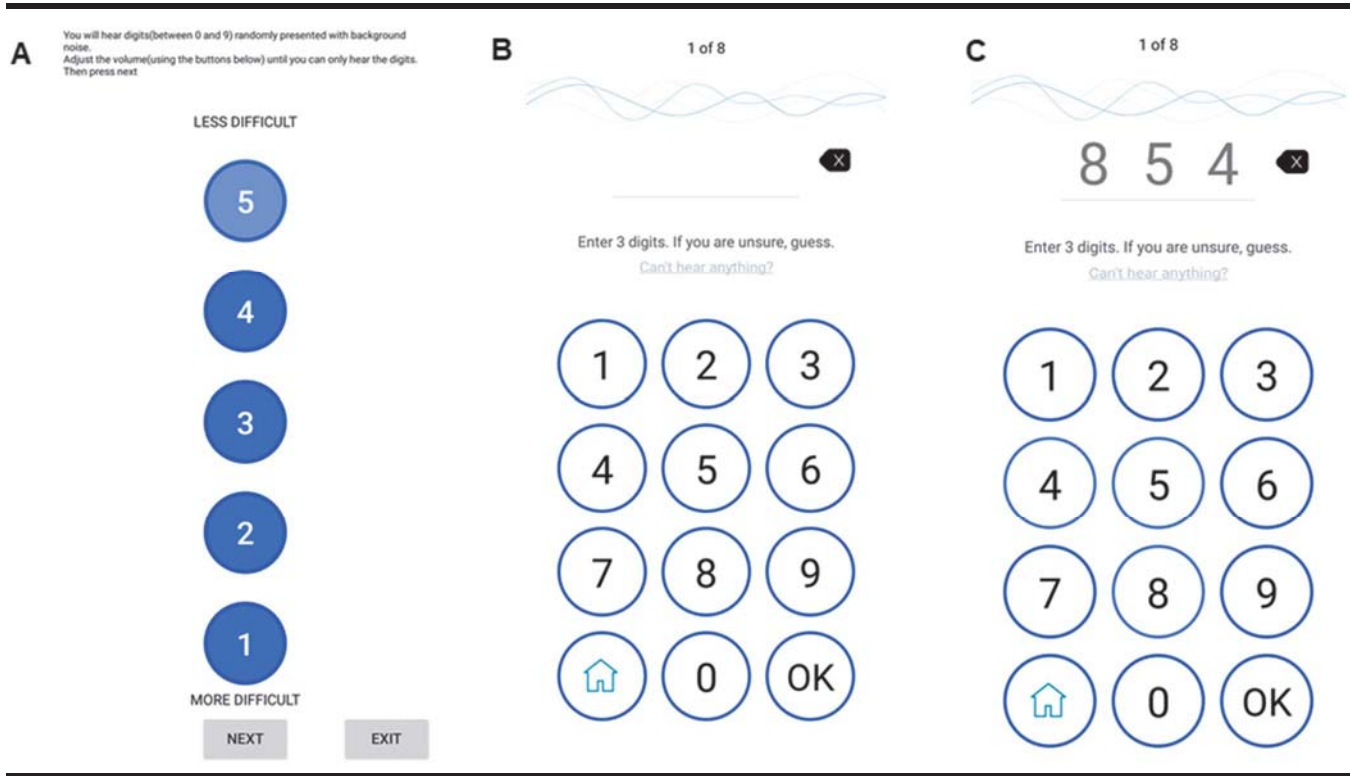 A
You will hear digits(between 0 and 9) randomly presented with background
noise.
Adjust the volume(using the buttons below) until you can only hear the digits.
Then press next
LESS DIFFICULT
5
4
3
2
1
MORE DIFFICULT
NEXT EXIT
B
1 of 8
X
Enter 3 digits. If you are unsure, guess.
Can't hear anything?
1 2 3
4 5 6
7 8 9
0 OK
C
1 of 8
8 5 4 X
Enter 3 digits. If you are unsure, guess.
Can't hear anything?
1 2 3
4 5 6
7 8 9
0 OK